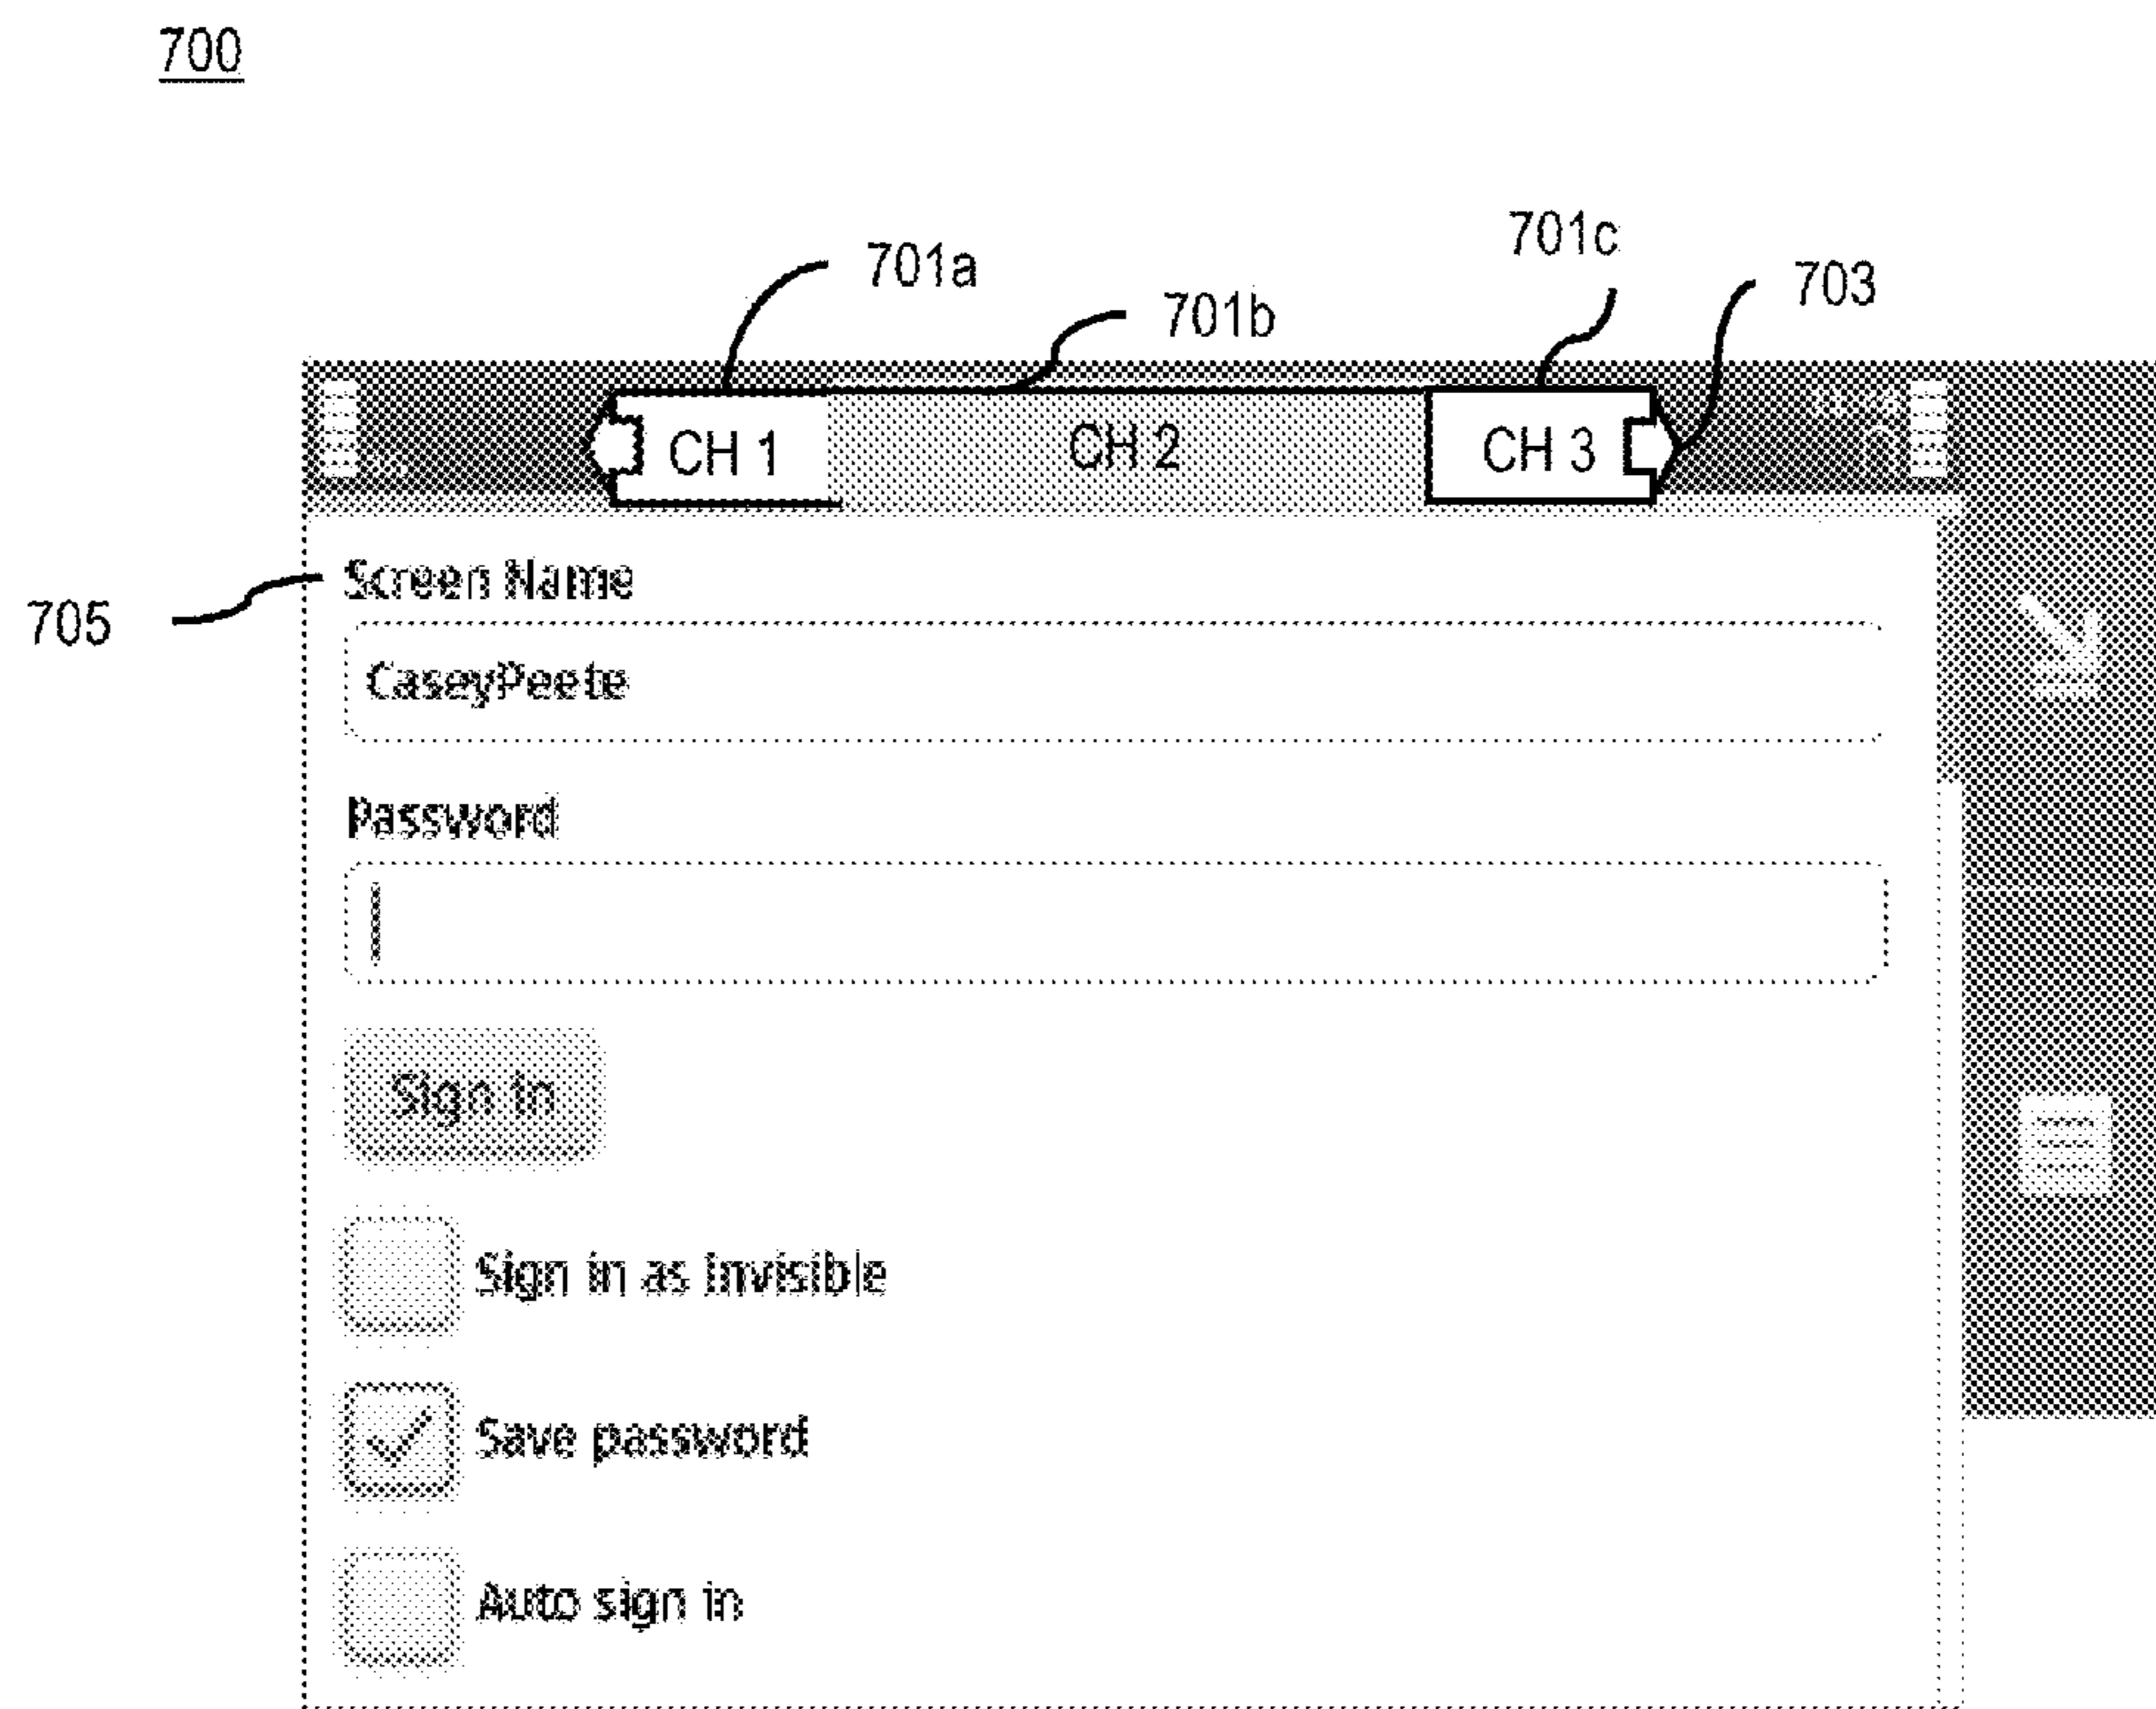 700
701a
701b
701c
703
CH 1
CH 2
CH 3
705
Screen Name
CaseyPeete
Password
Sign in
Sign in as Invisible
Save password
Auto sign in